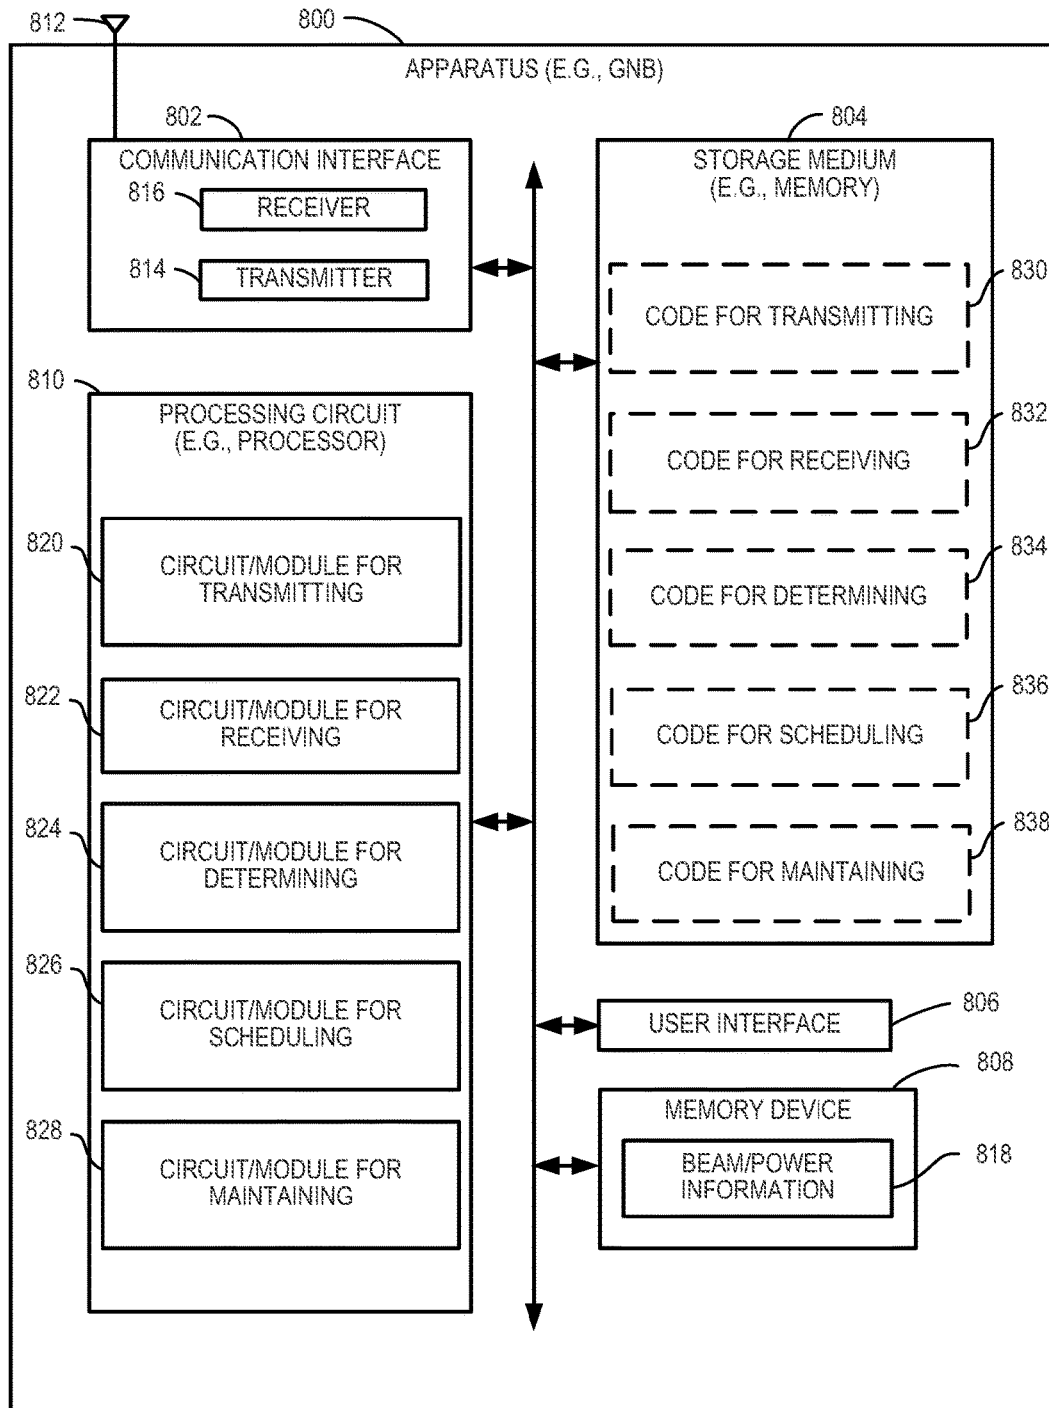 812
800
APPARATUS (E.G., GNB)
802
COMMUNICATION INTERFACE
816
RECEIVER
814
TRANSMITTER
804
STORAGE MEDIUM
(E.G., MEMORY)
830
CODE FOR TRANSMITTING
832
CODE FOR RECEIVING
834
CODE FOR DETERMINING
836
CODE FOR SCHEDULING
838
CODE FOR MAINTAINING
810
PROCESSING CIRCUIT
(E.G., PROCESSOR)
820
CIRCUIT/MODULE FOR
TRANSMITTING
822
CIRCUIT/MODULE FOR
RECEIVING
824
CIRCUIT/MODULE FOR
DETERMINING
826
CIRCUIT/MODULE FOR
SCHEDULING
828
CIRCUIT/MODULE FOR
MAINTAINING
806
USER INTERFACE
808
MEMORY DEVICE
BEAM/POWER
INFORMATION
818